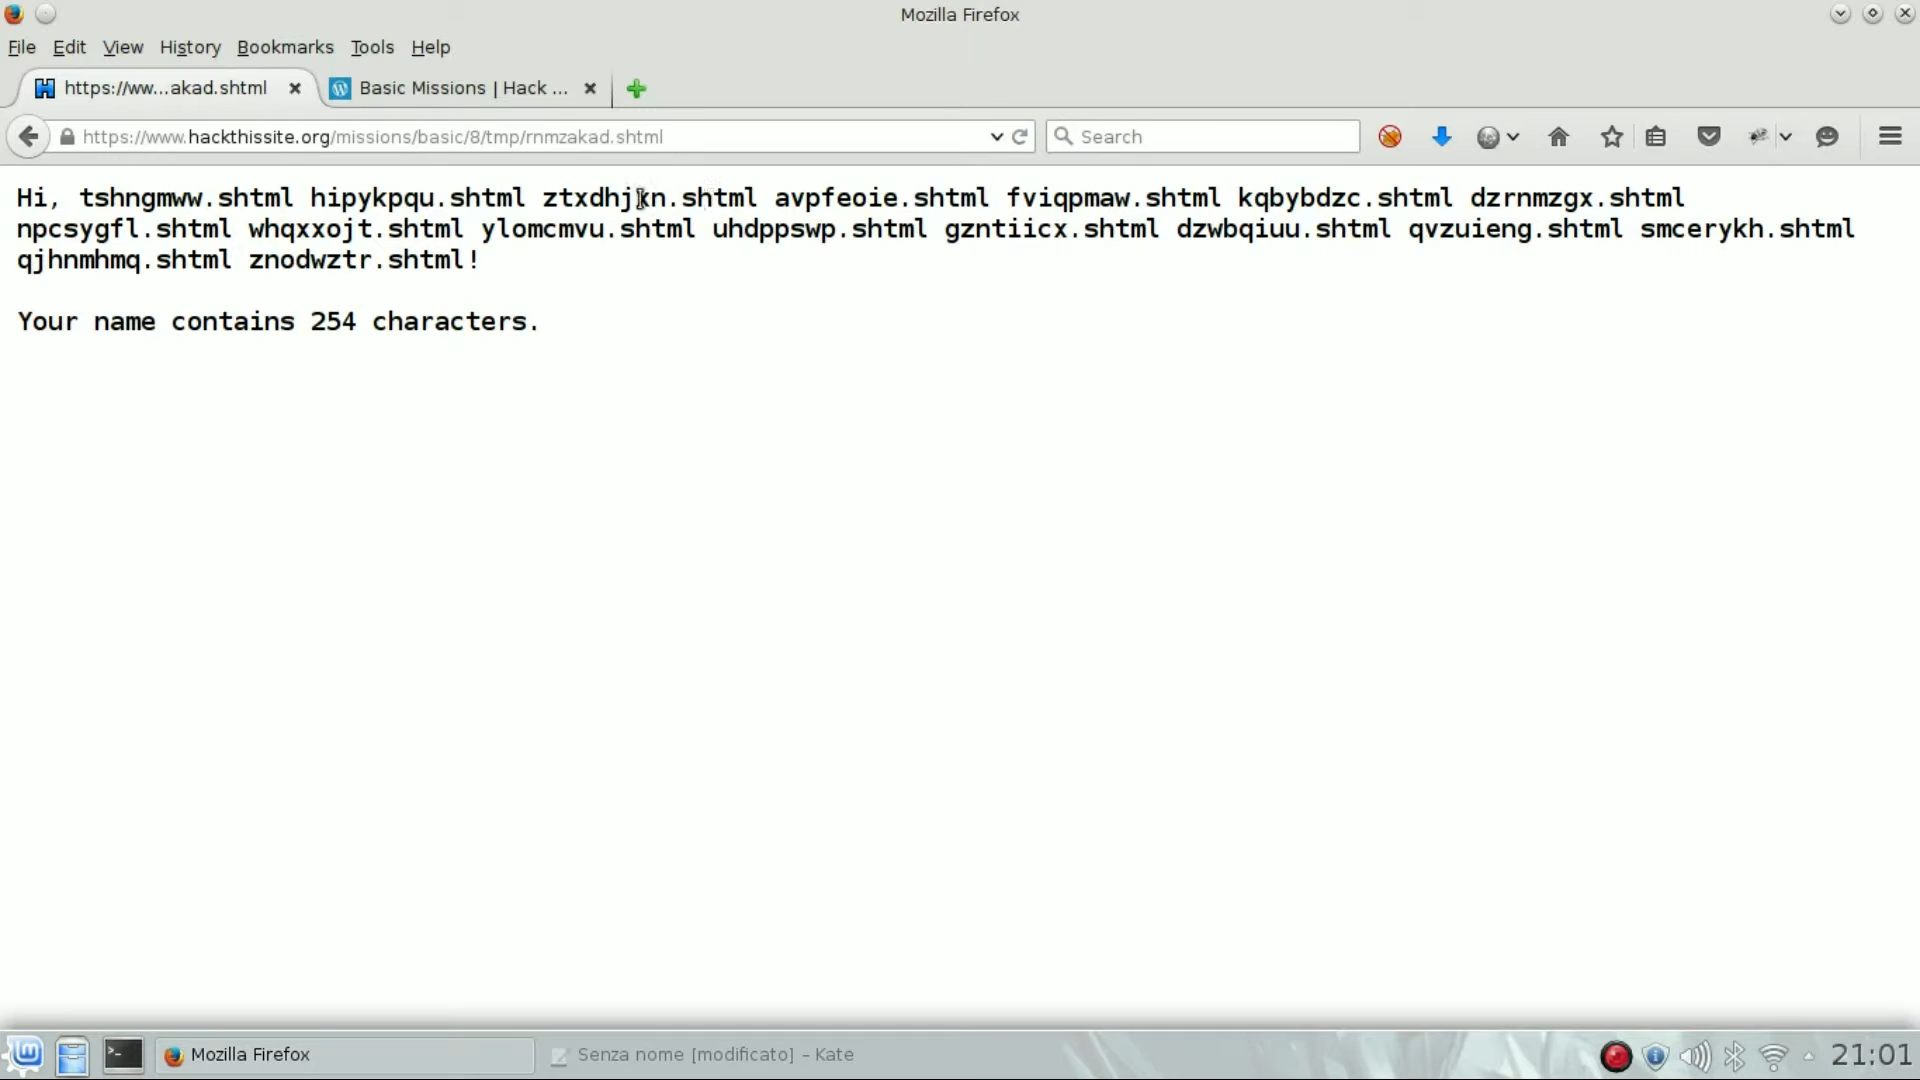 Mozilla Firefox
File Edit View History Bookmarks Tools Help
https://ww...akad.shtml
Basic Missions | Hack ...
https://www.hackthissite.org/missions/basic/8/tmp/rnmzakad.shtml
Search
Hi, tshngmww.shtml hipykpqu.shtml ztxdhjkn.shtml avpfeoie.shtml fviqpmaw.shtml kqbybdzc.shtml dzrnmzgx.shtml
npcsygfl.shtml whqxxojt.shtml ylomcmvu.shtml uhdppswp.shtml gzntiicx.shtml dzwbqiuu.shtml qvzuieng.shtml smcerykh.shtml
qjhnmhmq.shtml znodwztr.shtml!
Your name contains 254 characters.
Mozilla Firefox
Senza nome [modificato] – Kate
21:01